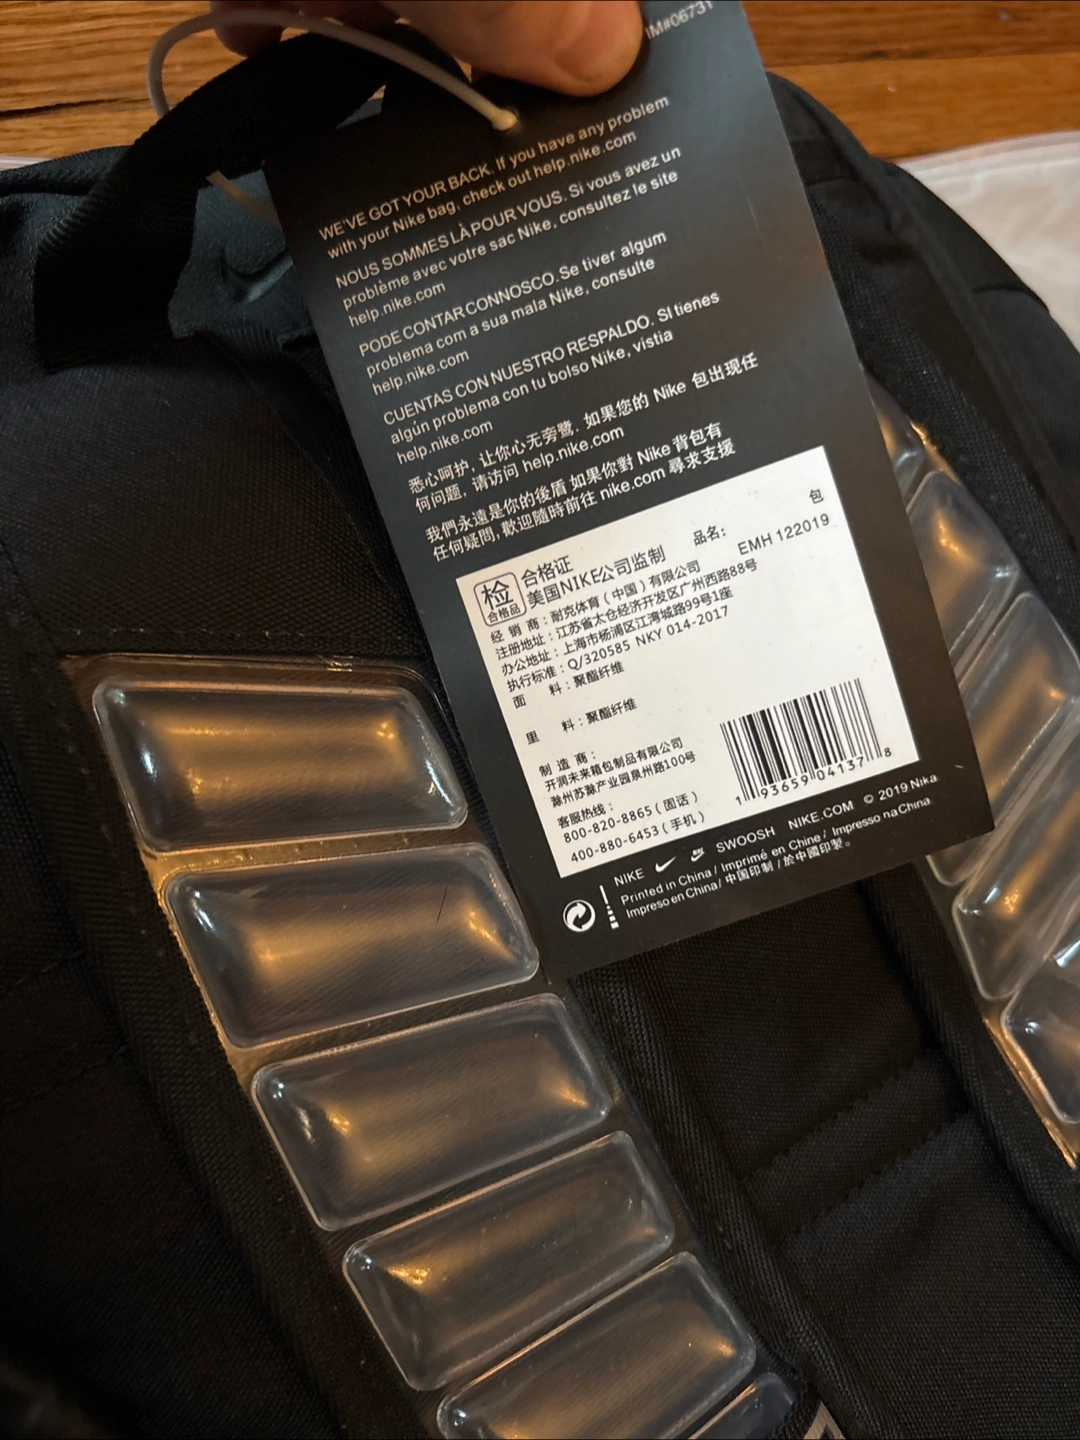 IM#06731
WE'VE GOT YOUR BACK. If you have any problem
with your Nike bag, check out help.nike.com
NOUS SOMMES LÀ POUR VOUS. Si vous avez un
problème avec votre sac Nike, consultez le site
help.nike.com
PODE CONTAR CONNOSCO. Se tiver algum
problema com a sua mala Nike, consulte
help.nike.com
CUENTAS CON NUESTRO RESPALDO. SI tienes
algún problema con tu bolso Nike, vistia
help.nike.com
悉心呵护, 让你心无旁鹭. 如果您的 Nike 包出现任
何问题, 请访问 help.nike.com
我們永遠是你的後盾 如果你對 Nike 背包有
任何疑問, 歡迎隨時前往 nike.com 尋求支援
检
合格品
合格证
美国NIKE公司监制
品名: 包
EMH 122019
经 销 商: 耐克体育(中国)有限公司
注册地址: 江苏省太仓经济开发区广州西路88号
办公地址: 上海市杨浦区江湾城路99号1座
执行标准: Q/320585 NKY 014-2017
面 料: 聚酯纤维
里 料: 聚酯纤维
制 造 商:
开润未来箱包制品有限公司
滁州苏滁产业园泉州路100号
客服热线:
800-820-8865(固话)
400-880-6453(手机)
1 93659 04137 8
NIKE SWOOSH NIKE.COM © 2019 Nika
Printed in China / Imprimé en Chine / Impresso na China
Impreso en China / 中国印制 / 於中國印製。